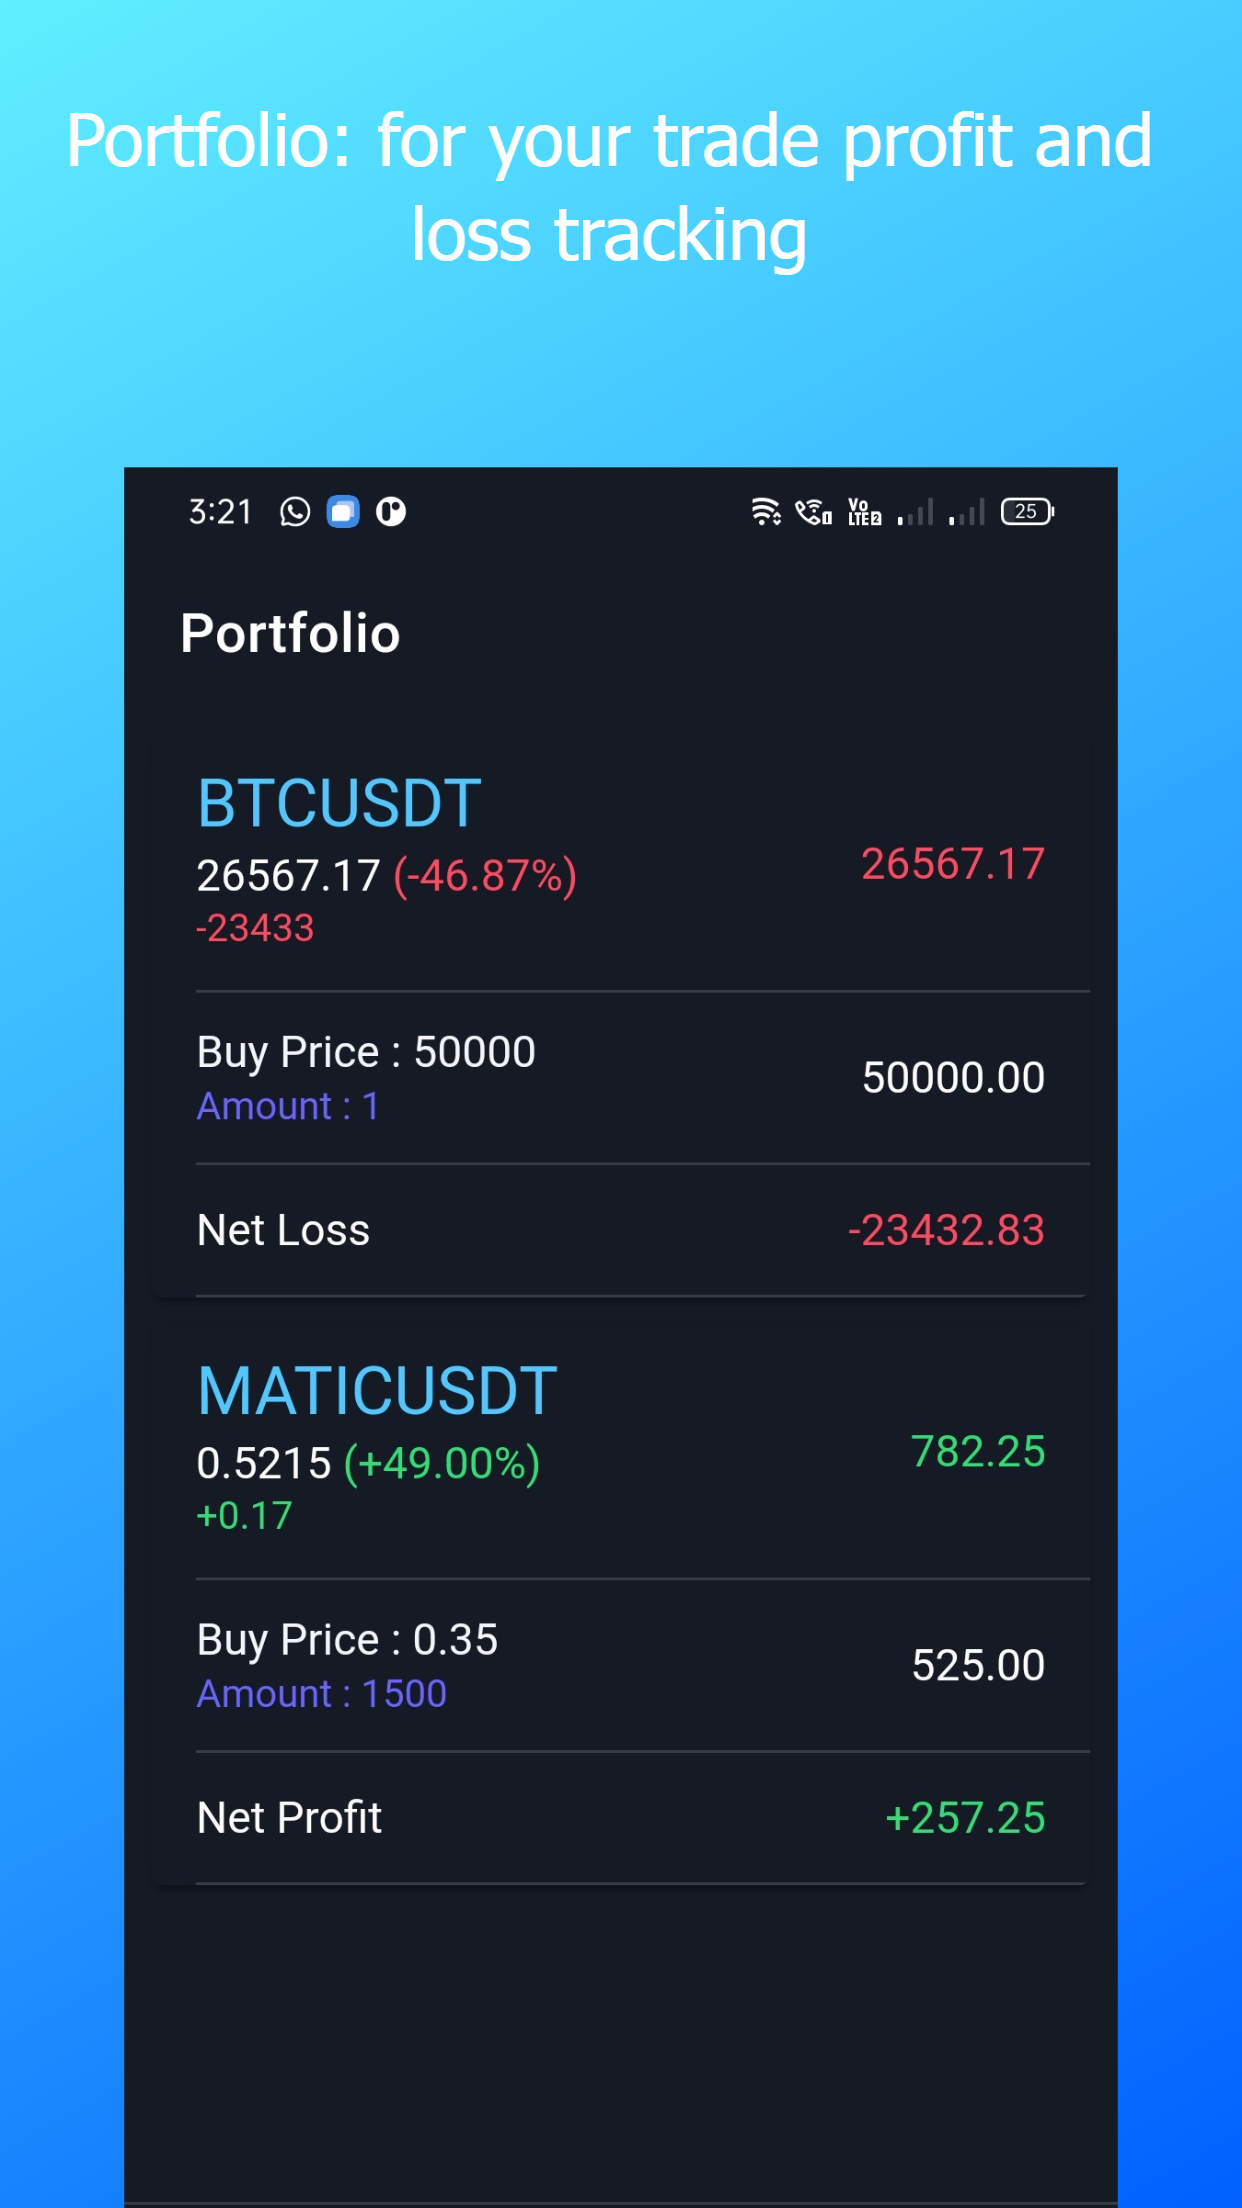 Portfolio: for your trade profit and
loss tracking
3:21
Vo
LTE2
25
Portfolio
BTCUSDT
26567.17 (-46.87%)
26567.17
-23433
Buy Price : 50000
50000.00
Amount : 1
Net Loss
-23432.83
MATICUSDT
0.5215 (+49.00%)
782.25
+0.17
Buy Price : 0.35
525.00
Amount : 1500
Net Profit
+257.25